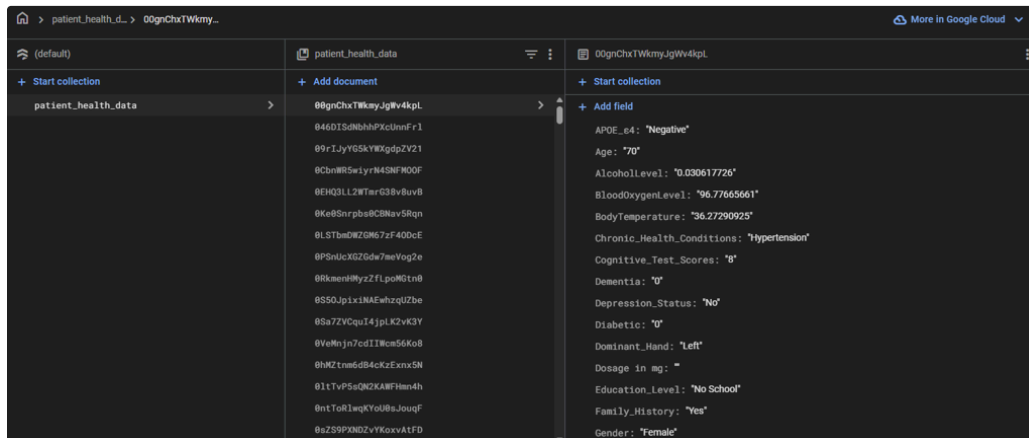 patient_health_d... > 00gnChxTWkmy...
More in Google Cloud
(default)
+ Start collection
patient_health_data
patient_health_data
+ Add document
00gnChxTWkmyJgWv4kpL
046DISdNbhhPXcUnnFrl
09rIJyYG5kYWXgdpZV21
0CbnWR5wiyrN4SNFMOOF
0EHQ3LL2WTmrG38v8uvB
0Ke0Snrpbs0CBNav5Rqn
0LSTbmDWZGM67zF4ODcE
0PSnUcXGZGdw7meVog2e
0RkmenHMyzZfLpoMGtn0
0S5OJpixiNAEwhzqUZbe
0Sa7ZVCquI4jpLK2vK3Y
0VeMnjn7cdIIWcm56Ko8
0hMZtnm6dB4cKzExnx5N
0ltTvP5sQN2KAWFHmn4h
0ntToRlwqKYoU0sJouqF
0sZS9PXNDZvYKoxvAtFD
00gnChxTWkmyJgWv4kpL
+ Start collection
+ Add field
APOE_ε4: "Negative"
Age: "70"
AlcoholLevel: "0.030617726"
BloodOxygenLevel: "96.77665661"
BodyTemperature: "36.27290925"
Chronic_Health_Conditions: "Hypertension"
Cognitive_Test_Scores: "8"
Dementia: "0"
Depression_Status: "No"
Diabetic: "0"
Dominant_Hand: "Left"
Dosage in mg: ""
Education_Level: "No School"
Family_History: "Yes"
Gender: "Female"